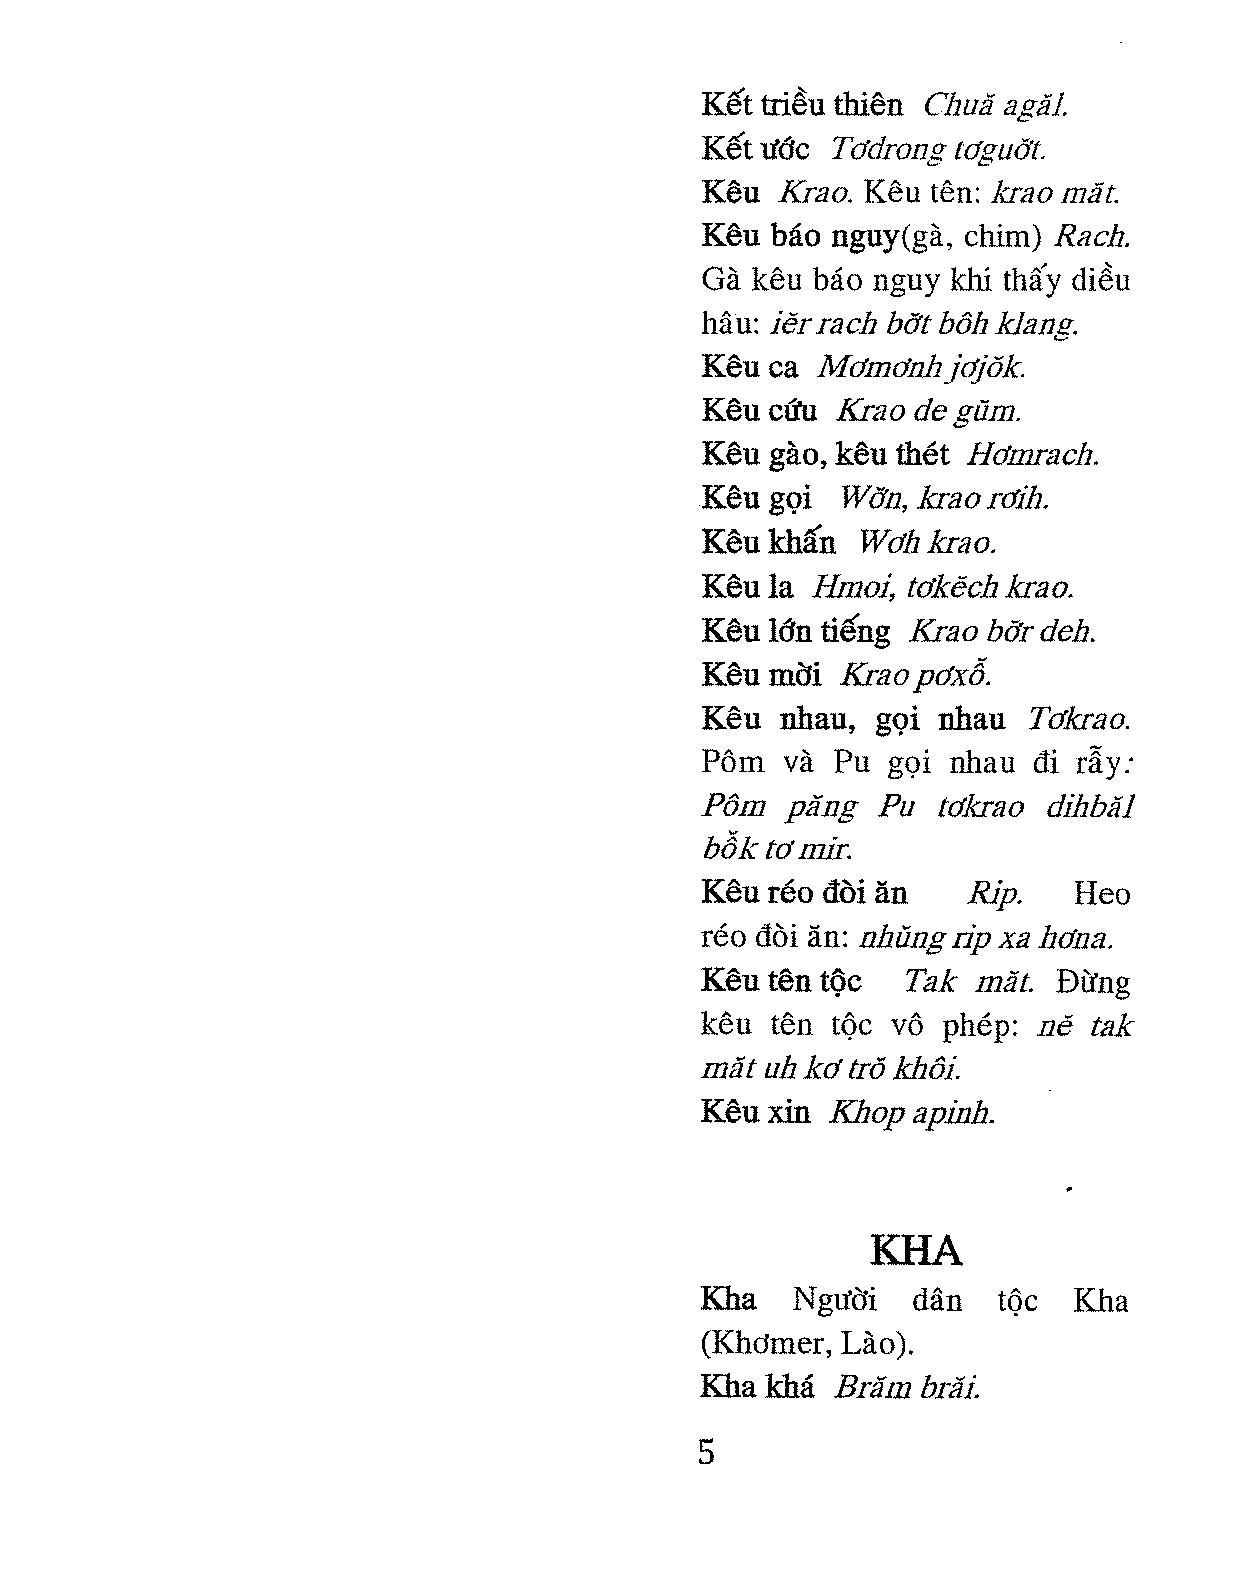 Kết triều thiên Chuă agăl.
Kết ước Tơdrong tơguơ̆t.
Kêu Krao. Kêu tên: krao măt.
Kêu báo nguy(gà, chim) Rach.
Gà kêu báo nguy khi thấy diều
hâu: iĕr rach bơ̆t bôh klang.
Kêu ca Mơmơnh jơjŏk.
Kêu cứu Krao de gŭm.
Kêu gào, kêu thét Hơmrach.
Kêu gọi Wơ̆n, krao rơih.
Kêu khấn Wơh krao.
Kêu la Hmoi, tơkĕch krao.
Kêu lớn tiếng Krao bơ̆r deh.
Kêu mời Krao pơxô̆.
Kêu nhau, gọi nhau Tơkrao.
Pôm và Pu gọi nhau đi rẫy:
Pôm păng Pu tơkrao dihbăl
bô̆k tơ mir.
Kêu réo đòi ăn Rip. Heo
réo đòi ăn: nhŭng rip xa hơna.
Kêu tên tộc Tak măt. Đừng
kêu tên tộc vô phép: nĕ tak
măt uh kơ trŏ khôi.
Kêu xin Khop apinh.
KHA
Kha Người dân tộc Kha
(Khơmer, Lào).
Kha khá Brăm brăi.
5